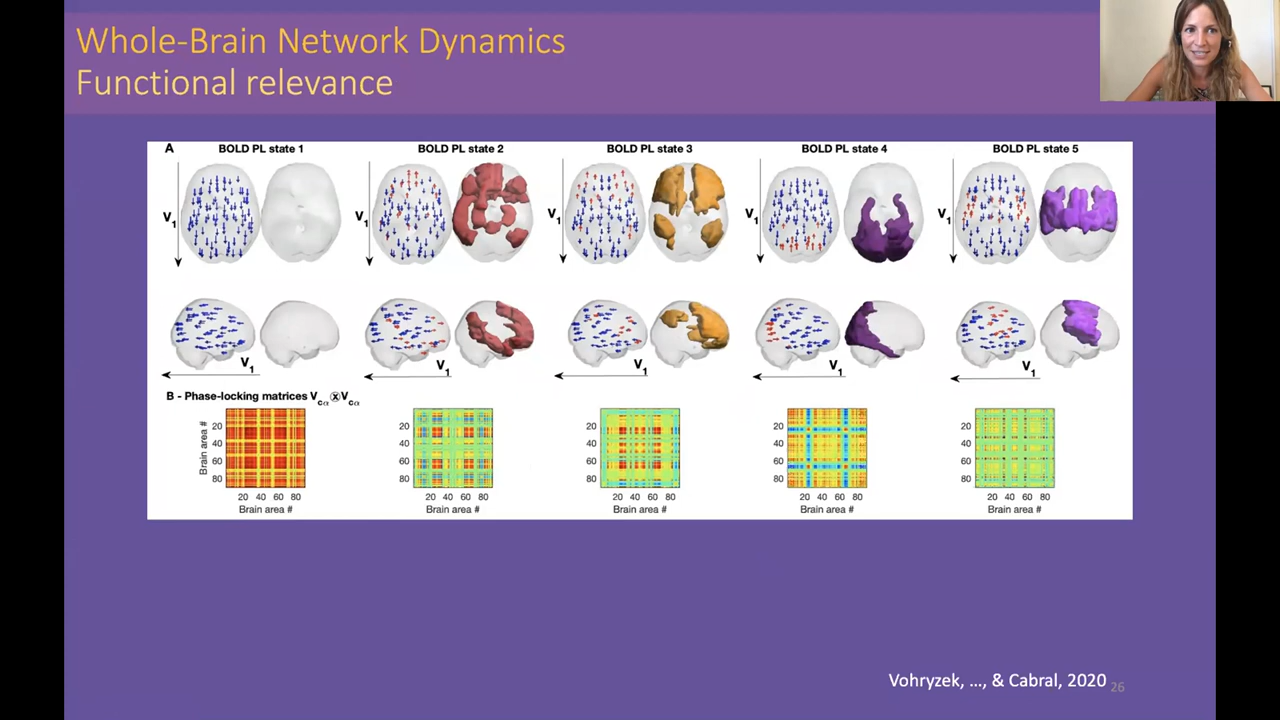 Whole-Brain Network Dynamics
Functional relevance
A BOLD PL state 1 BOLD PL state 2 BOLD PL state 3 BOLD PL state 4 BOLD PL state 5
V1 V1 V1 V1 V1
V1 V1 V1 V1 V1
B - Phase-locking matrices Vcα⊗Vcα
Brain area #
20 20 20 20 20
40 40 40 40 40
60 60 60 60 60
80 80 80 80 80
20 40 60 80 20 40 60 80 20 40 60 80 20 40 60 80 20 40 60 80
Brain area # Brain area # Brain area # Brain area # Brain area #
Vohryzek, ..., & Cabral, 2020 26